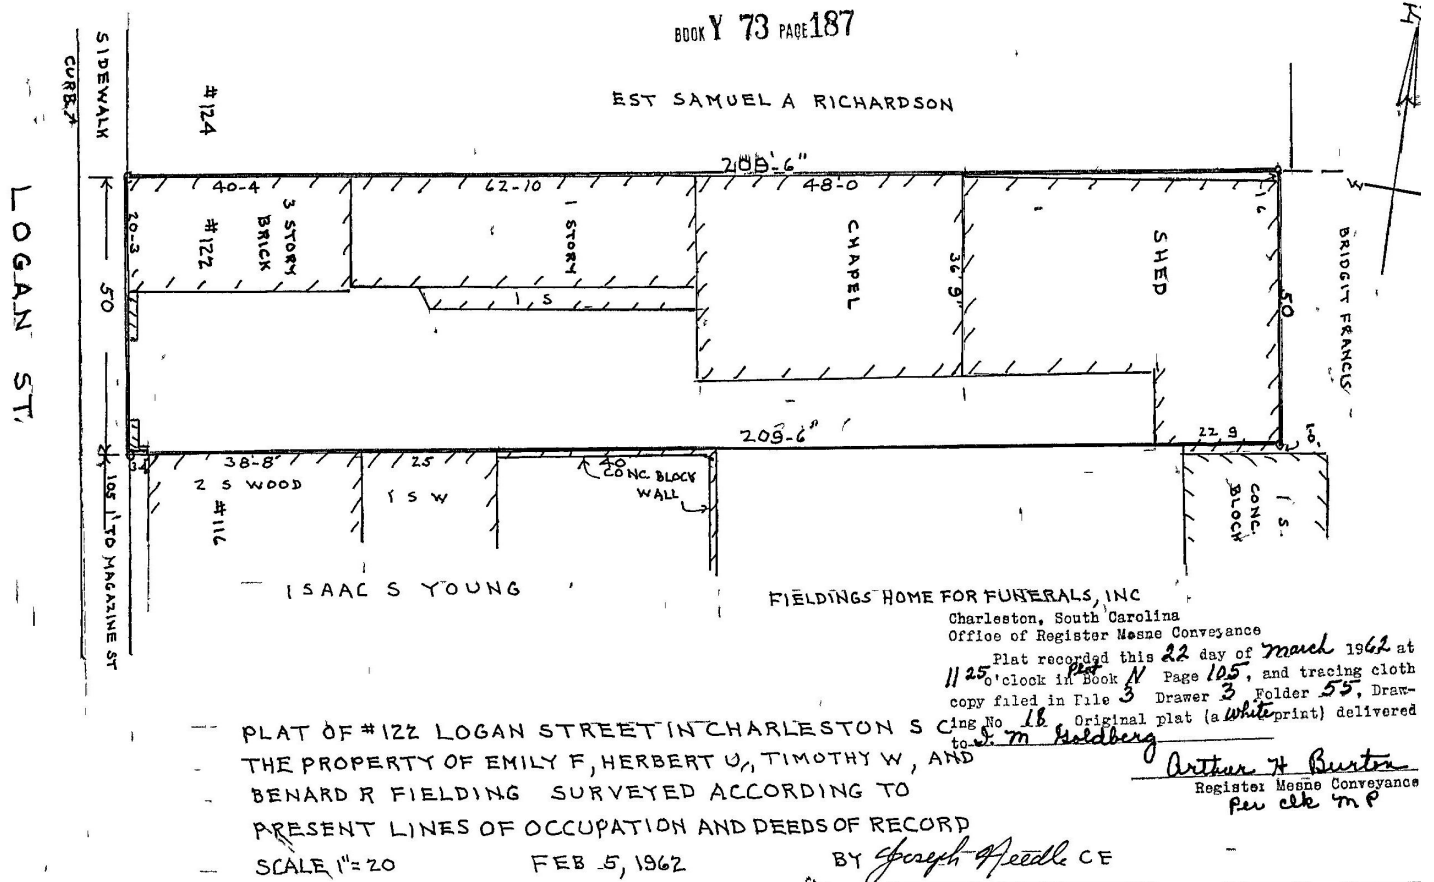 BOOK Y 73 PAGE 187
SIDEWALK
CURB
#124
EST SAMUEL A RICHARDSON
209'-6"
LOGAN ST.
50
20-3
40-4
3 STORY
BRICK
#122
62-10
1 STORY
1 S
48-0
CHAPEL
36'9"
SHED
50
BRIDGIT FRANCIS
209-6"
22 9
38-8
2 S WOOD
#116
25
1 S W
40
CONC BLOCK
WALL
1 S.
CONC.
BLOCK
105 1' TO MAGAZINE ST
ISAAC S YOUNG
FIELDINGS HOME FOR FUNERALS, INC
Charleston, South Carolina
Office of Register Mesne Conveyance
Plat recorded this 22 day of March 1962 at
11 25 o'clock in Plat Book N Page 105, and tracing cloth
copy filed in File 3 Drawer 3 Folder 55, Draw-
ing No 18. Original plat (a White print) delivered
to I. M Goldberg
Arthur H Burton
Register Mesne Conveyance
Per clk M P
PLAT OF #122 LOGAN STREET IN CHARLESTON S C
THE PROPERTY OF EMILY F, HERBERT U, TIMOTHY W, AND
BENARD R FIELDING SURVEYED ACCORDING TO
PRESENT LINES OF OCCUPATION AND DEEDS OF RECORD
SCALE 1"=20 FEB 5, 1962 BY Joseph Needle CE